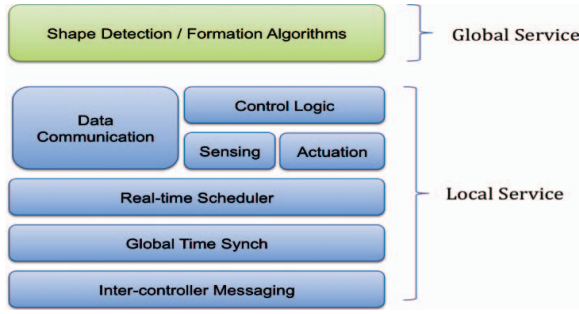 Shape Detection / Formation Algorithms
Global Service
Data
Communication
Control Logic
Sensing
Actuation
Real-time Scheduler
Local Service
Global Time Synch
Inter-controller Messaging